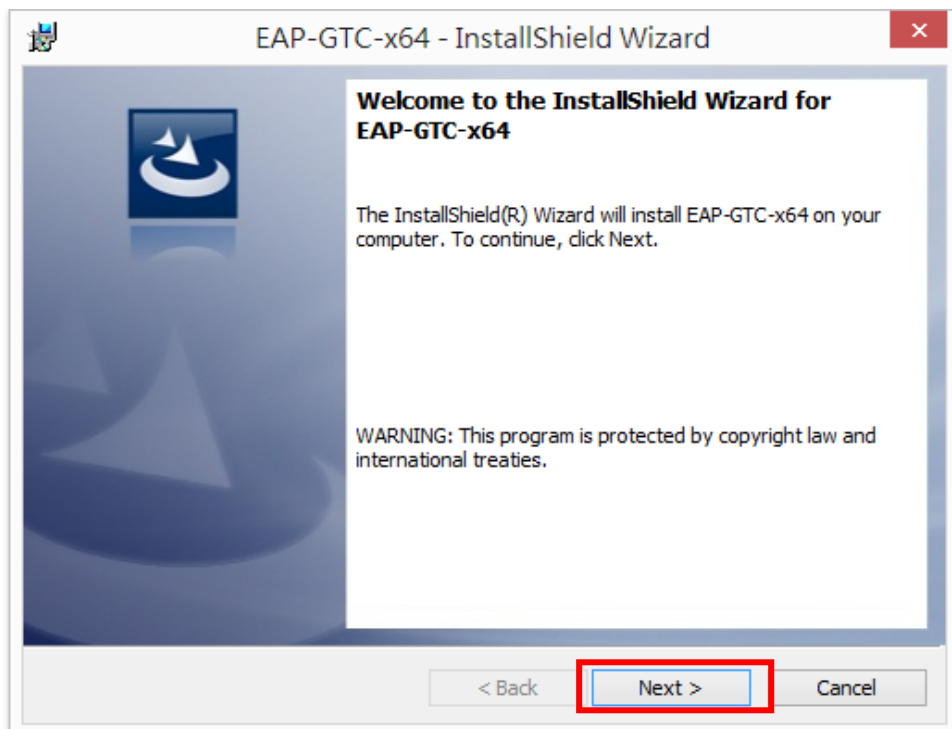 EAP-GTC-x64 - InstallShield Wizard
Welcome to the InstallShield Wizard for
EAP-GTC-x64
The InstallShield(R) Wizard will install EAP-GTC-x64 on your
computer. To continue, click Next.
WARNING: This program is protected by copyright law and
international treaties.
< Back Next > Cancel